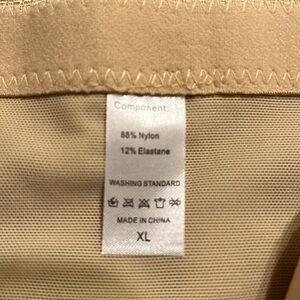 Component:
88% Nylon
12% Elastane
WASHING STANDARD
MADE IN CHINA
XL